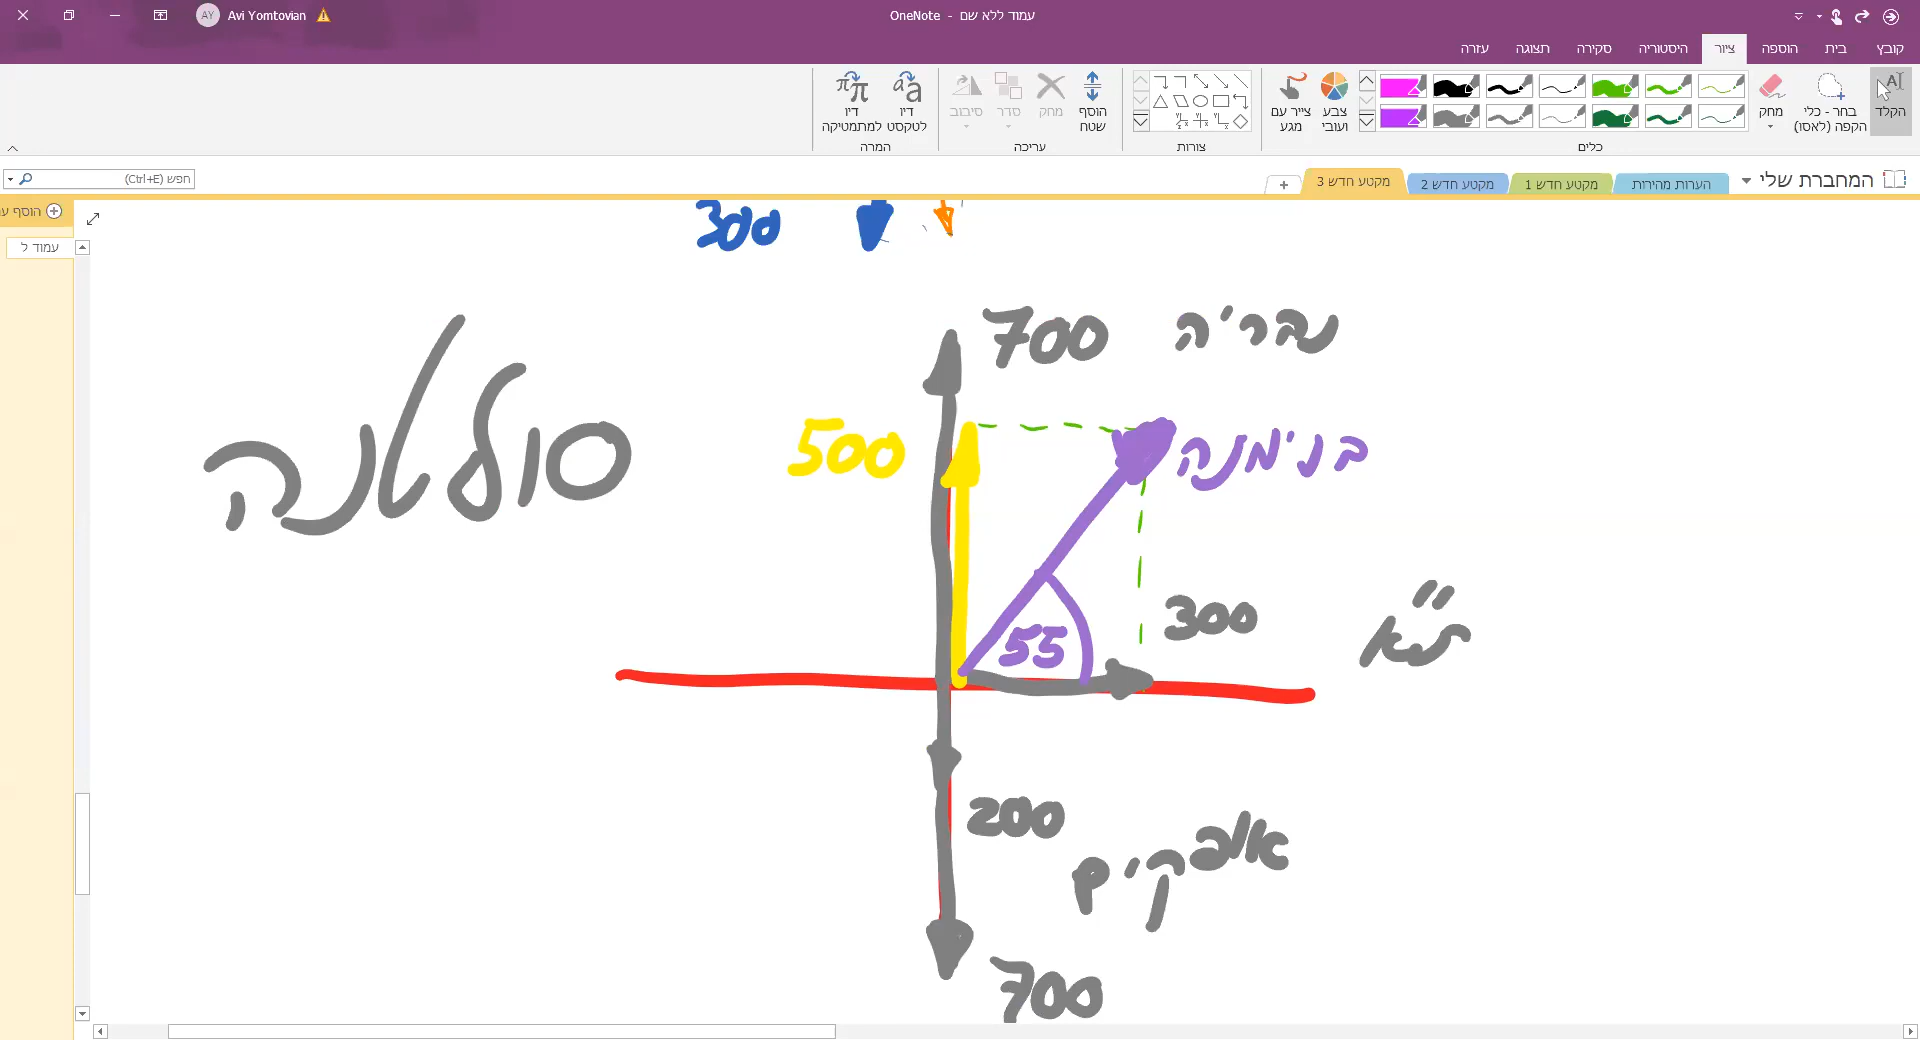 Avi Yomtovian
AY
עמוד ללא שם - OneNote
קובץ
בית
הוספה
ציור
היסטוריה
סקירה
תצוגה
עזרה
הקלד
בחר - כלי
הקפה (לאסו)
מחק
כלים
צייר עם
מגע
צבע
ועובי
צורות
הוסף
שטח
מחק
סדר
סיבוב
עריכה
דיו
לטקסט
דיו
למתמטיקה
המרה
המחברת שלי
הערות מהירות
מקטע חדש 1
מקטע חדש 2
מקטע חדש 3
חפש (Ctrl+E)
הוסף ע
עמוד ל
300
700
נהריה
500
בנימנה
סולטנה
55
300
ת"א
200
אופקים
700